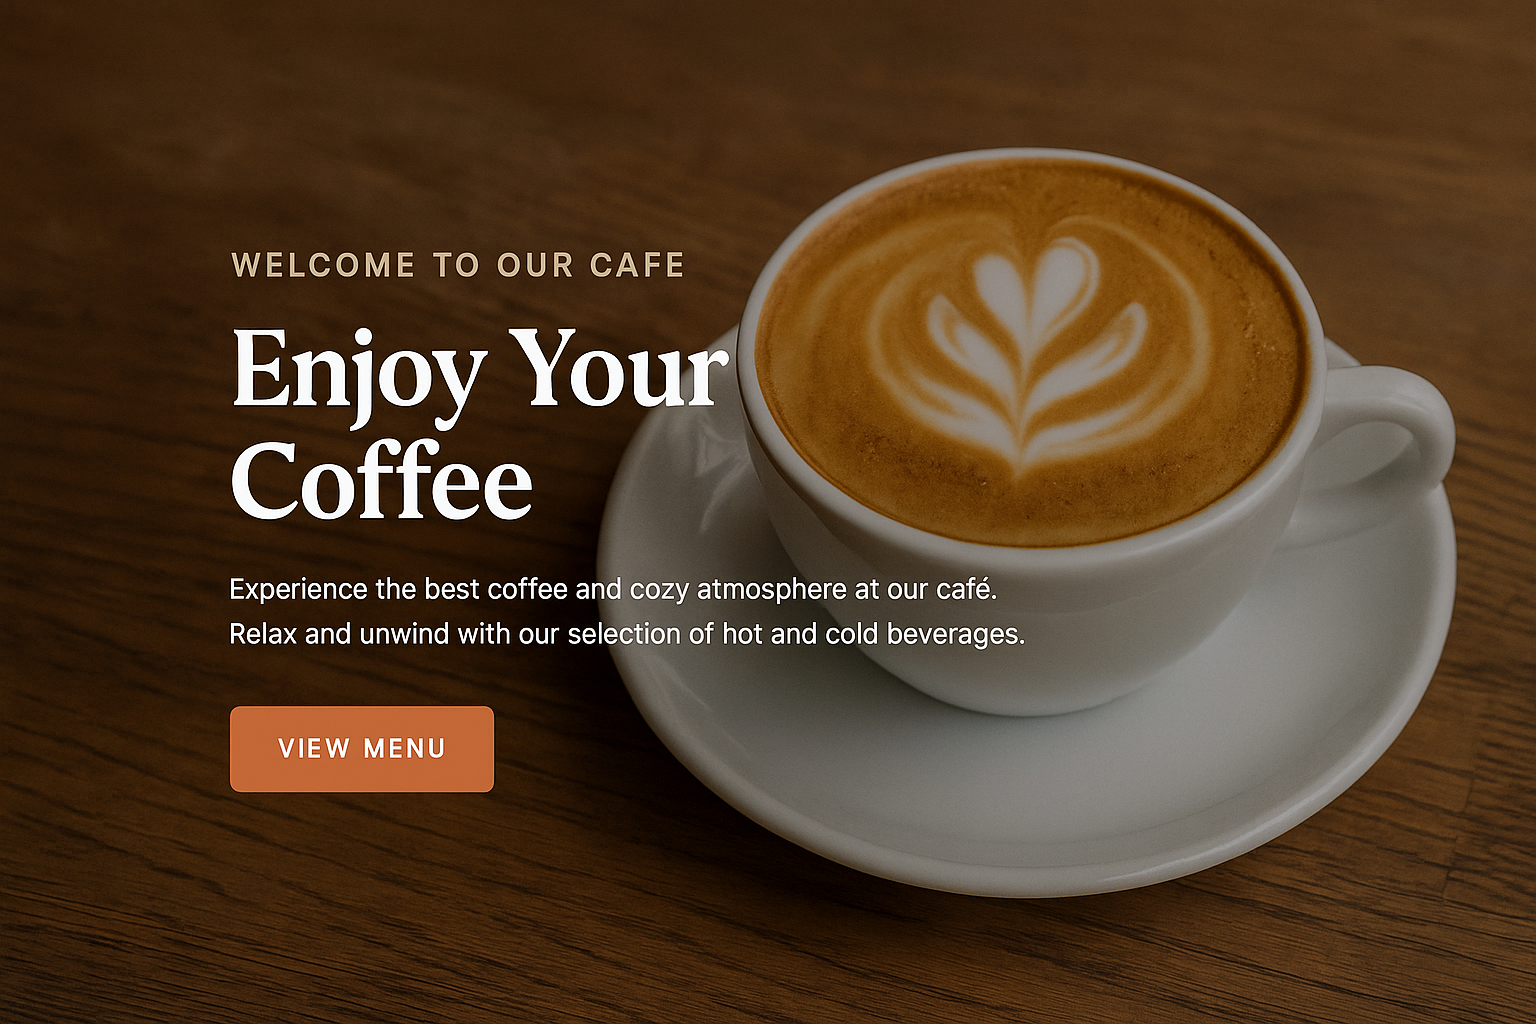 WELCOME TO OUR CAFE
Enjoy Your
Coffee
Experience the best coffee and cozy atmosphere at our café.
Relax and unwind with our selection of hot and cold beverages.
VIEW MENU